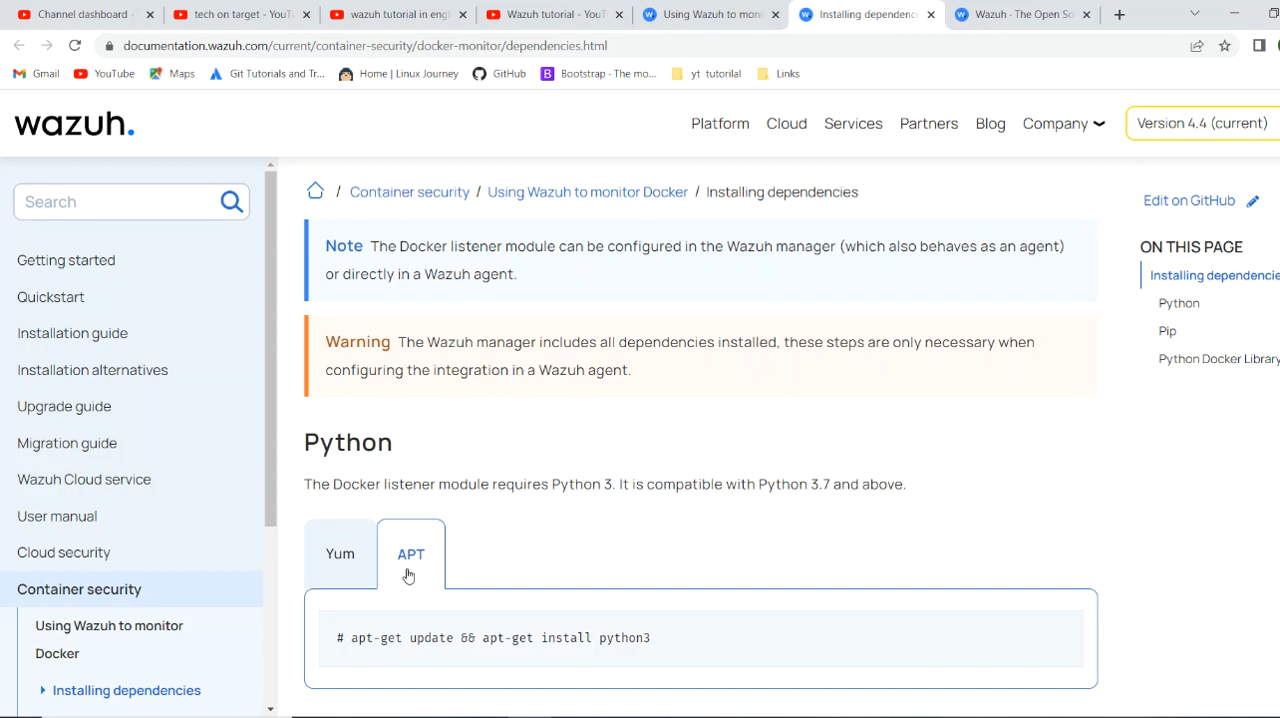 Channel dashboard -
tech on target - YouT
wazuh tutorial in engl
Wazuh tutorial - YouT
Using Wazuh to moni
Installing dependenci
Wazuh - The Open So
documentation.wazuh.com/current/container-security/docker-monitor/dependencies.html
Gmail
YouTube
Maps
Git Tutorials and Tr...
Home | Linux Journey
GitHub
Bootstrap · The mo...
yt tutorilal
Links
wazuh.
Platform
Cloud
Services
Partners
Blog
Company
Version 4.4 (current)
Search
Getting started
Quickstart
Installation guide
Installation alternatives
Upgrade guide
Migration guide
Wazuh Cloud service
User manual
Cloud security
Container security
Using Wazuh to monitor
Docker
Installing dependencies
/ Container security / Using Wazuh to monitor Docker / Installing dependencies
Note The Docker listener module can be configured in the Wazuh manager (which also behaves as an agent)
or directly in a Wazuh agent.
Warning The Wazuh manager includes all dependencies installed, these steps are only necessary when
configuring the integration in a Wazuh agent.
Python
The Docker listener module requires Python 3. It is compatible with Python 3.7 and above.
Yum
APT
# apt-get update && apt-get install python3
Edit on GitHub
ON THIS PAGE
Installing dependencie
Python
Pip
Python Docker Library